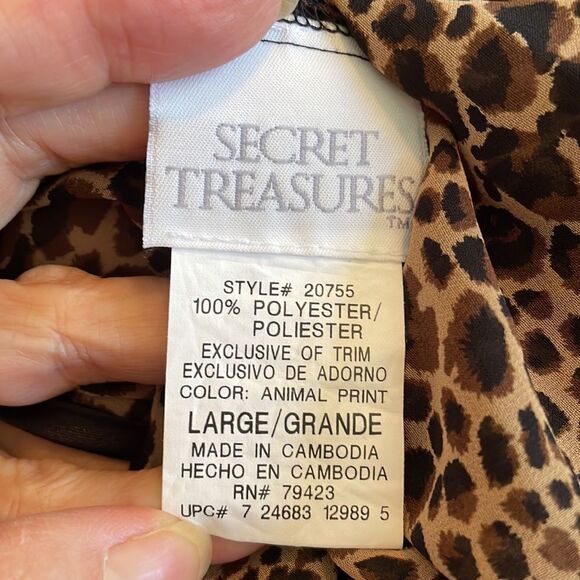 SECRET
TREASURES
TM
STYLE# 20755
100% POLYESTER/
POLIESTER
EXCLUSIVE OF TRIM
EXCLUSIVO DE ADORNO
COLOR: ANIMAL PRINT
LARGE/GRANDE
MADE IN CAMBODIA
HECHO EN CAMBODIA
RN# 79423
UPC# 7 24683 12989 5